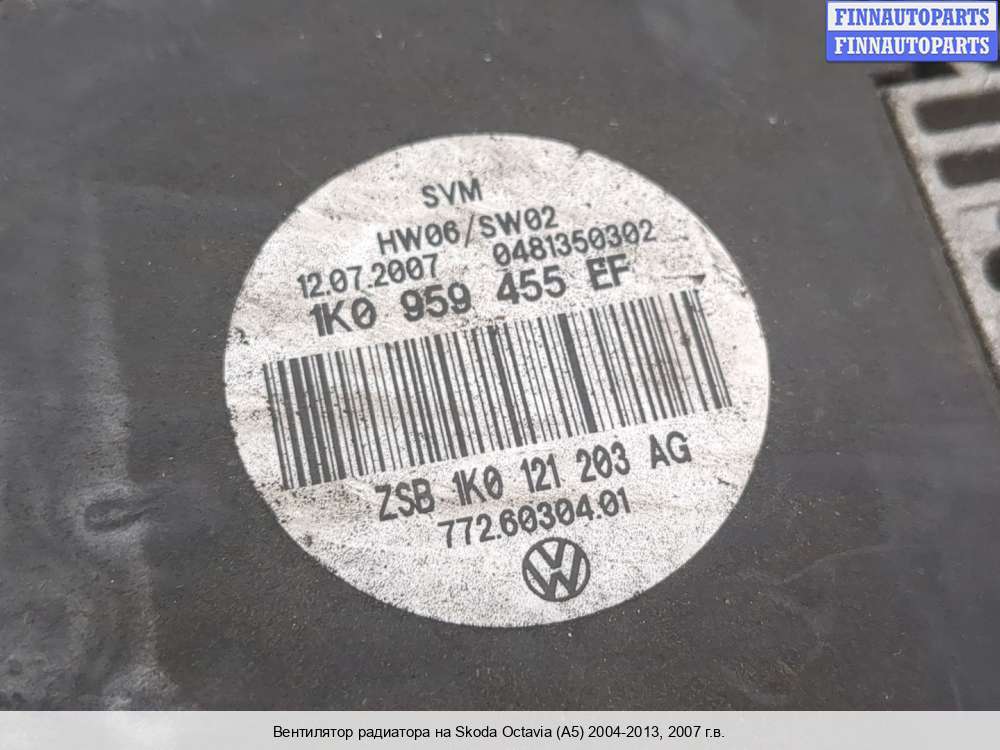 FINNAUTOPARTS
FINNAUTOPARTS
SVM
HW06/SW02
12.07.2007 0481350302
1K0 959 455 EF
ZSB 1K0 121 203 AG
772.60304.01
Вентилятор радиатора на Skoda Octavia (A5) 2004-2013, 2007 г.в.